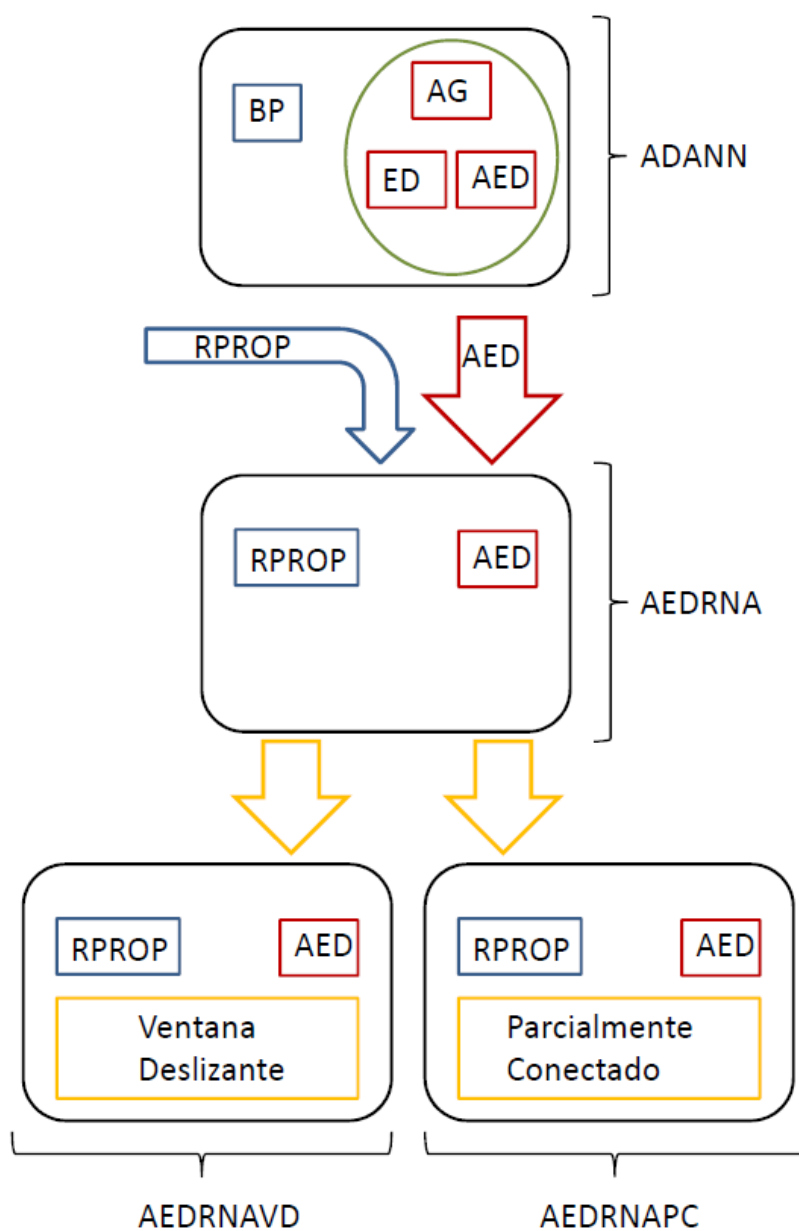 BP
AG
ED
AED
ADANN
RPROP
AED
RPROP
AED
AEDRNA
RPROP
AED
Ventana
Deslizante
RPROP
AED
Parcialmente
Conectado
AEDRNAVD
AEDRNAPC